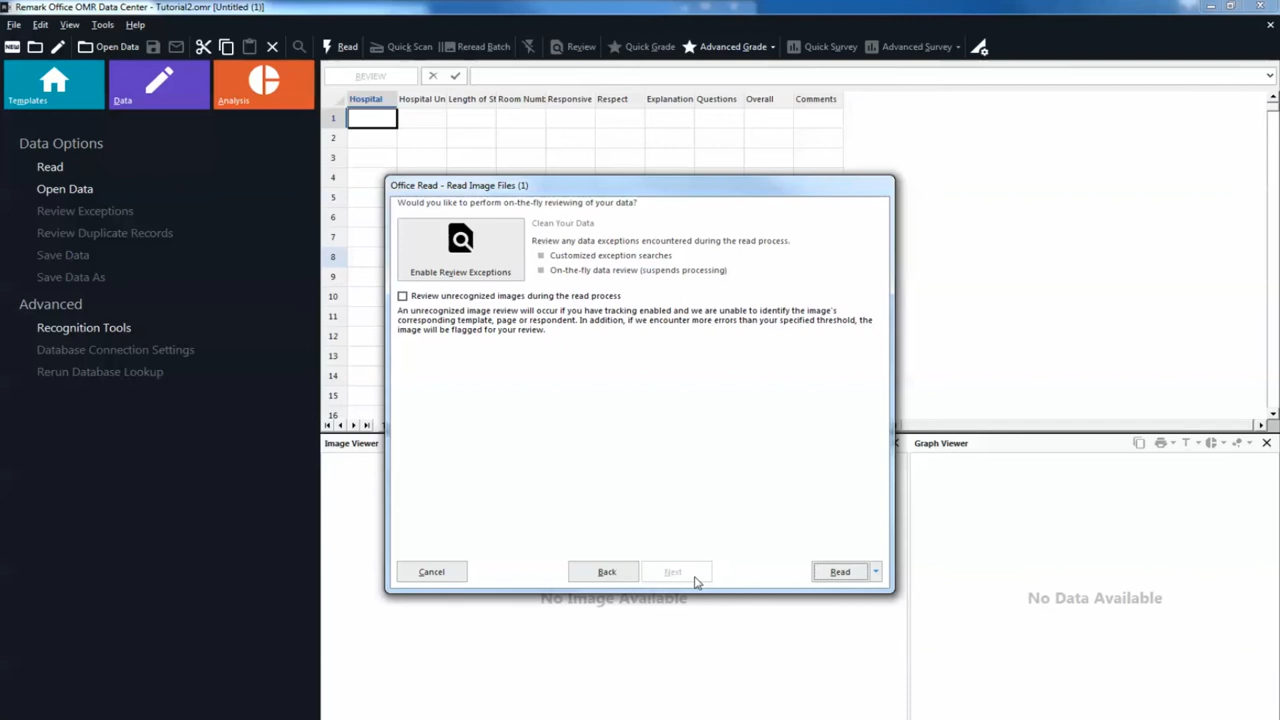 Remark Office OMR Data Center - Tutorial2.omr [Untitled (1)]
File Edit View Tools Help
NEW Open Data Read Quick Scan Reread Batch Review Quick Grade Advanced Grade Quick Survey Advanced Survey
Templates Data Analysis
REVIEW
Hospital Hospital Un Length of St Room Numb Responsive Respect Explanation Questions Overall Comments
1
2
3
4
5
6
7
8
9
10
11
12
13
14
15
16
Data Options
Read
Open Data
Review Exceptions
Review Duplicate Records
Save Data
Save Data As
Advanced
Recognition Tools
Database Connection Settings
Rerun Database Lookup
Office Read - Read Image Files (1)
Would you like to perform on-the-fly reviewing of your data?
Enable Review Exceptions
Clean Your Data
Review any data exceptions encountered during the read process.
Customized exception searches
On-the-fly data review (suspends processing)
Review unrecognized images during the read process
An unrecognized image review will occur if you have tracking enabled and we are unable to identify the image's
corresponding template, page or respondent. In addition, if we encounter more errors than your specified threshold, the
image will be flagged for your review.
Cancel Back Next Read
Image Viewer
No Image Available
Graph Viewer
No Data Available